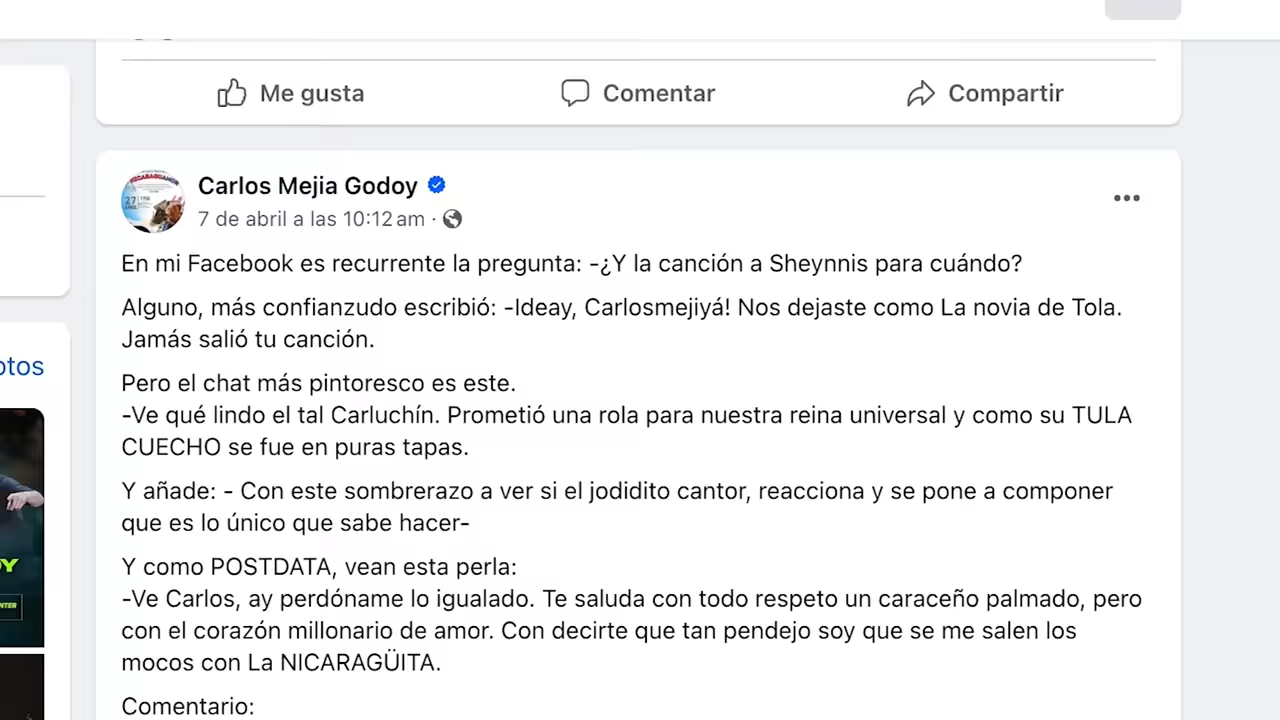 Me gusta
Comentar
Compartir
Carlos Mejia Godoy
7 de abril a las 10:12 am ·
En mi Facebook es recurrente la pregunta: -¿Y la canción a Sheynnis para cuándo?
Alguno, más confianzudo escribió: -Ideay, Carlosmejiyá! Nos dejaste como La novia de Tola.
Jamás salió tu canción.
Pero el chat más pintoresco es este.
-Ve qué lindo el tal Carluchín. Prometió una rola para nuestra reina universal y como su TULA
CUECHO se fue en puras tapas.
Y añade: - Con este sombrerazo a ver si el jodidito cantor, reacciona y se pone a componer
que es lo único que sabe hacer-
Y como POSTDATA, vean esta perla:
-Ve Carlos, ay perdóname lo igualado. Te saluda con todo respeto un caraceño palmado, pero
con el corazón millonario de amor. Con decirte que tan pendejo soy que se me salen los
mocos con La NICARAGÜITA.
Comentario:
otos
27